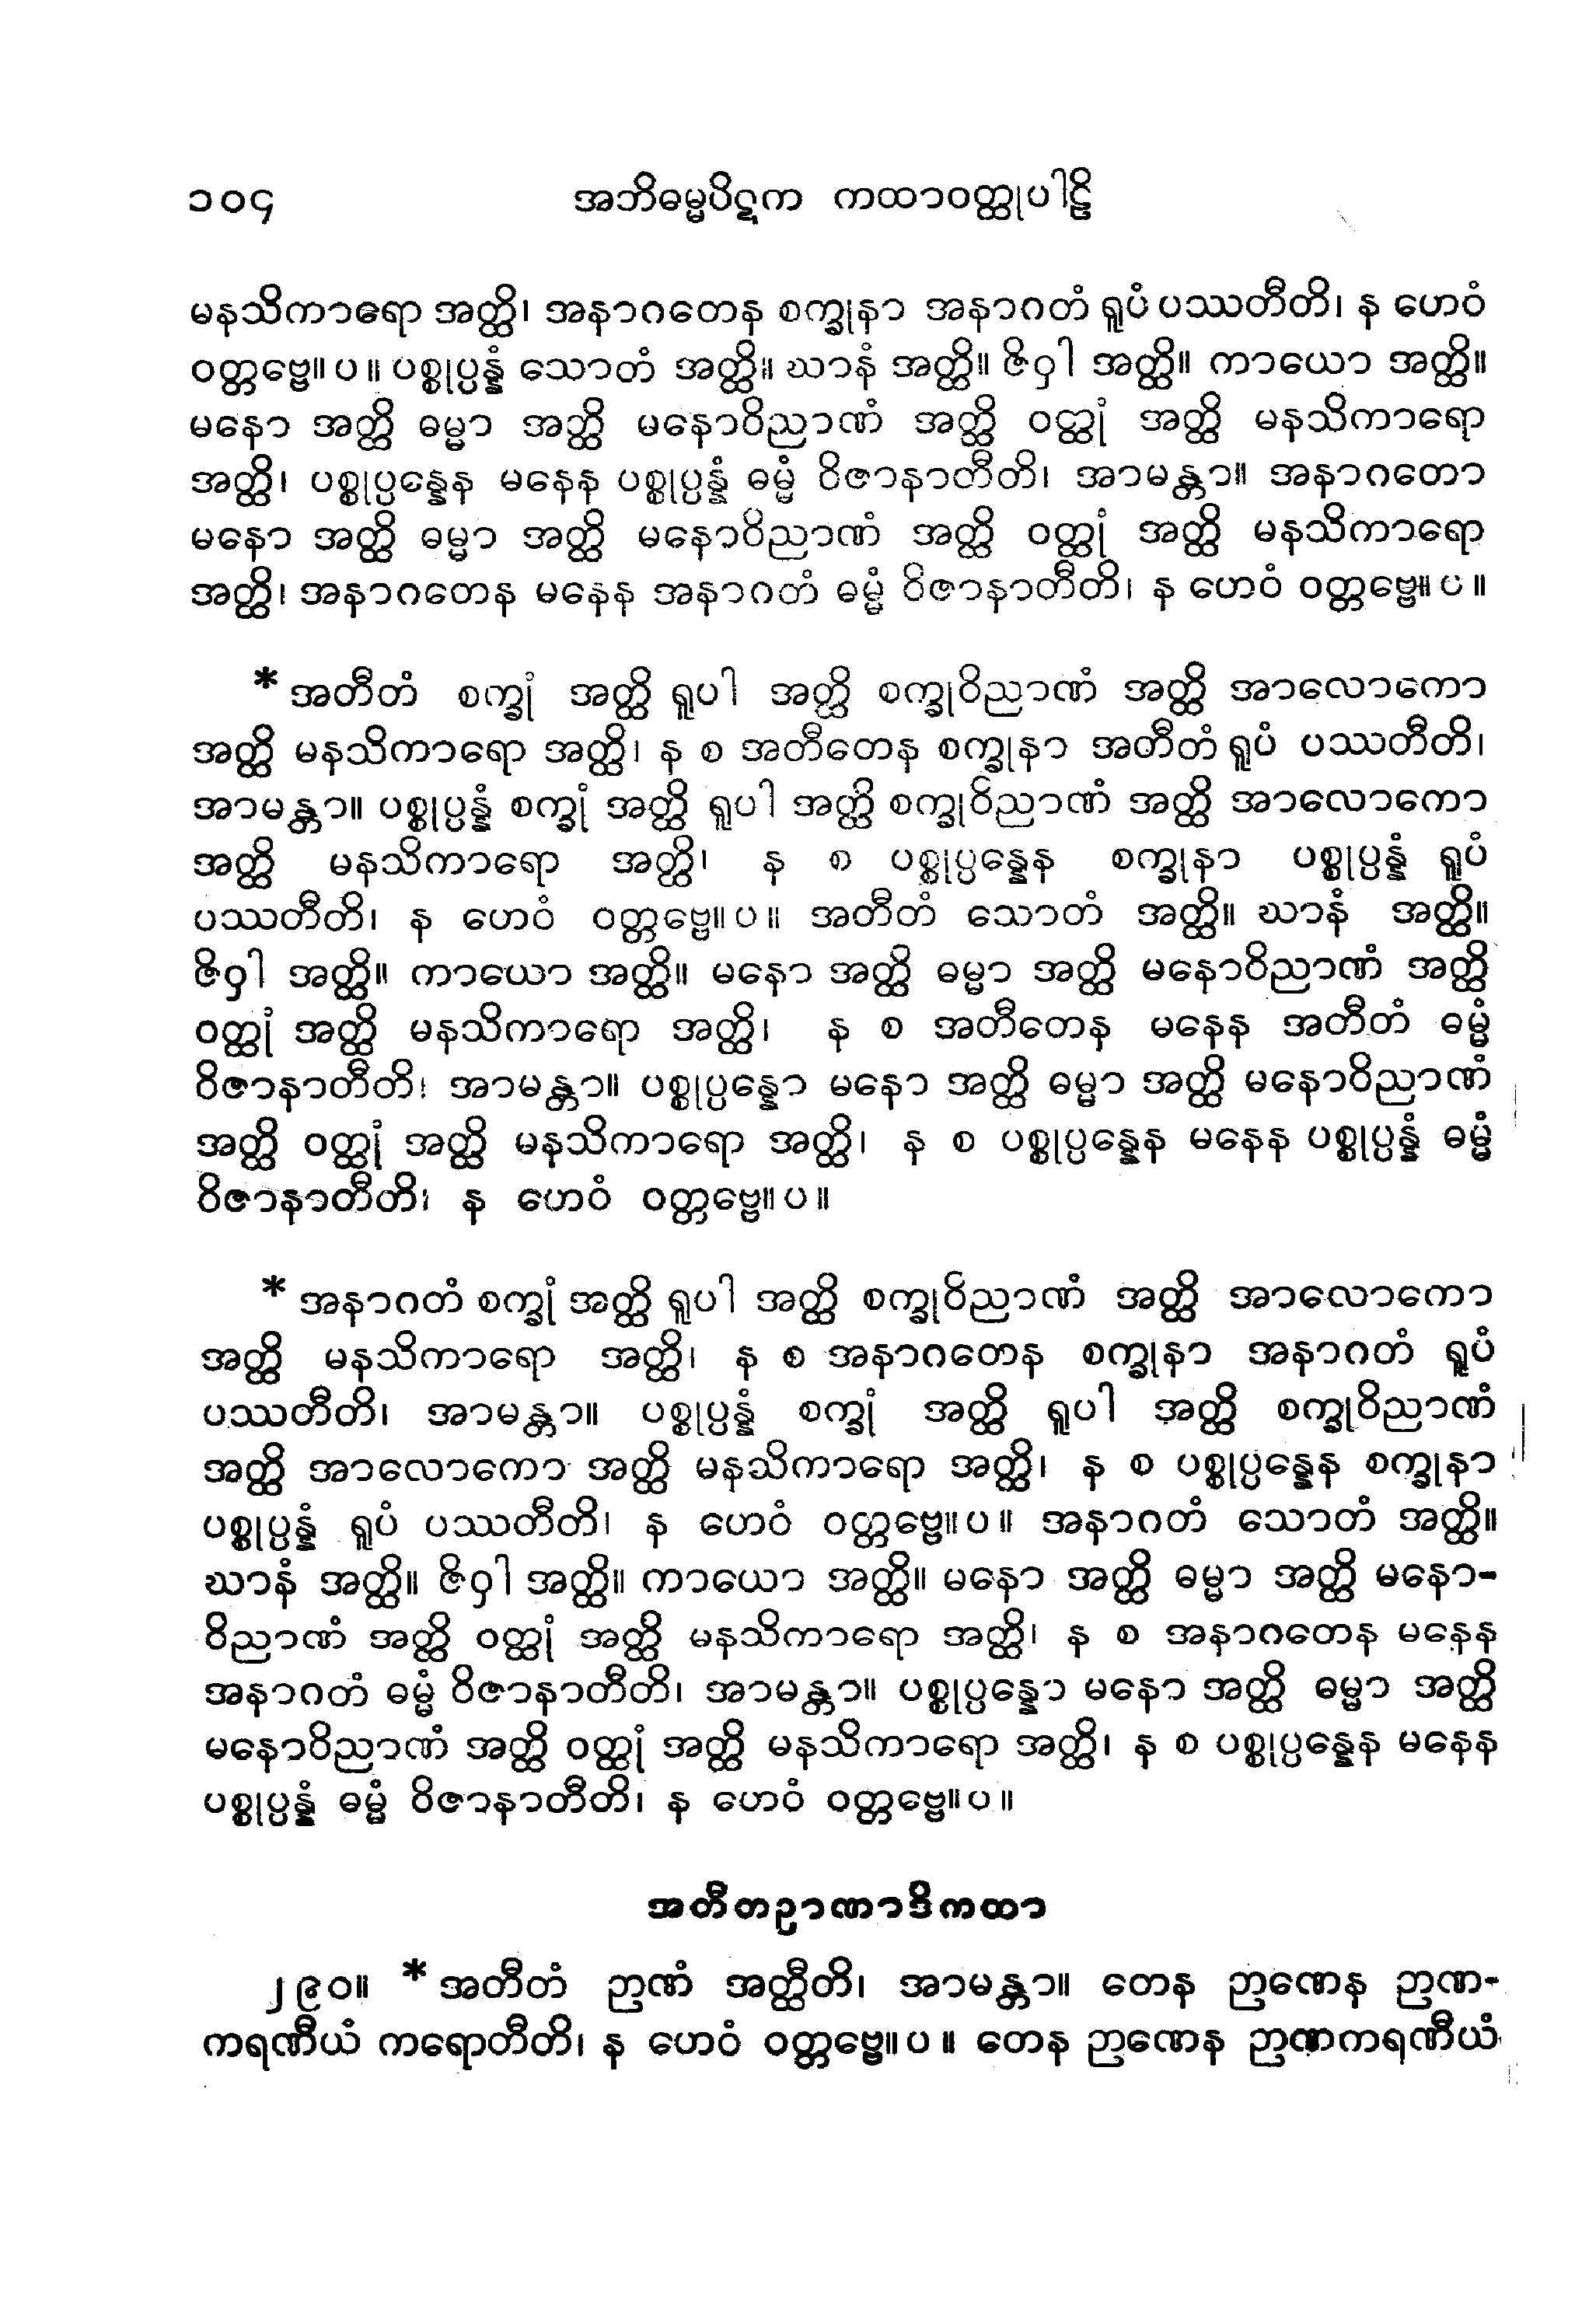 ၁၀၄ အဘိဓမ္မပိဋက ကထာဝတ္ထုပါဠိ
မနသိကာရော အတ္ထိ၊ အနာဂတေန စက္ခုနာ အနာဂတံ ရူပံ ပဿတီတိ၊ န ဟေဝံ
ဝတ္တဗ္ဗေ။ ပ ။ ပစ္စုပ္ပန္နံ သောတံ အတ္ထိ။ ဃာနံ အတ္ထိ။ ဇိဝှါ အတ္ထိ။ ကာယော အတ္ထိ။
မနော အတ္ထိ ဓမ္မာ အတ္ထိ မနောဝိညာဏံ အတ္ထိ ဝတ္ထုံ အတ္ထိ မနသိကာရော
အတ္ထိ၊ ပစ္စုပ္ပန္နေန မနေန ပစ္စုပ္ပန္နံ ဓမ္မံ ဝိဇာနာတီတိ၊ အာမန္တာ။ အနာဂတော
မနော အတ္ထိ ဓမ္မာ အတ္ထိ မနောဝိညာဏံ အတ္ထိ ဝတ္ထုံ အတ္ထိ မနသိကာရော
အတ္ထိ၊ အနာဂတေန မနေန အနာဂတံ ဓမ္မံ ဝိဇာနာတီတိ၊ န ဟေဝံ ဝတ္တဗ္ဗေ။ ပ ။
* အတီတံ စက္ခုံ အတ္ထိ ရူပါ အတ္ထိ စက္ခုဝိညာဏံ အတ္ထိ အာလောကော
အတ္ထိ မနသိကာရော အတ္ထိ၊ န စ အတီတေန စက္ခုနာ အတီတံ ရူပံ ပဿတီတိ၊
အာမန္တာ။ ပစ္စုပ္ပန္နံ စက္ခုံ အတ္ထိ ရူပါ အတ္ထိ စက္ခုဝိညာဏံ အတ္ထိ အာလောကော
အတ္ထိ မနသိကာရော အတ္ထိ၊ န စ ပစ္စုပ္ပန္နေန စက္ခုနာ ပစ္စုပ္ပန္နံ ရူပံ
ပဿတီတိ၊ န ဟေဝံ ဝတ္တဗ္ဗေ။ ပ ။ အတီတံ သောတံ အတ္ထိ။ ဃာနံ အတ္ထိ။
ဇိဝှါ အတ္ထိ။ ကာယော အတ္ထိ။ မနော အတ္ထိ ဓမ္မာ အတ္ထိ မနောဝိညာဏံ အတ္ထိ
ဝတ္ထုံ အတ္ထိ မနသိကာရော အတ္ထိ၊ န စ အတီတေန မနေန အတီတံ ဓမ္မံ
ဝိဇာနာတီတိ၊ အာမန္တာ။ ပစ္စုပ္ပန္နော မနော အတ္ထိ ဓမ္မာ အတ္ထိ မနောဝိညာဏံ
အတ္ထိ ဝတ္ထုံ အတ္ထိ မနသိကာရော အတ္ထိ၊ န စ ပစ္စုပ္ပန္နေန မနေန ပစ္စုပ္ပန္နံ ဓမ္မံ
ဝိဇာနာတီတိ၊ န ဟေဝံ ဝတ္တဗ္ဗေ။ ပ ။
* အနာဂတံ စက္ခုံ အတ္ထိ ရူပါ အတ္ထိ စက္ခုဝိညာဏံ အတ္ထိ အာလောကော
အတ္ထိ မနသိကာရော အတ္ထိ၊ န စ အနာဂတေန စက္ခုနာ အနာဂတံ ရူပံ
ပဿတီတိ၊ အာမန္တာ။ ပစ္စုပ္ပန္နံ စက္ခုံ အတ္ထိ ရူပါ အတ္ထိ စက္ခုဝိညာဏံ
အတ္ထိ အာလောကော အတ္ထိ မနသိကာရော အတ္ထိ၊ န စ ပစ္စုပ္ပန္နေန စက္ခုနာ
ပစ္စုပ္ပန္နံ ရူပံ ပဿတီတိ၊ န ဟေဝံ ဝတ္တဗ္ဗေ။ ပ ။ အနာဂတံ သောတံ အတ္ထိ။
ဃာနံ အတ္ထိ။ ဇိဝှါ အတ္ထိ။ ကာယော အတ္ထိ။ မနော အတ္ထိ ဓမ္မာ အတ္ထိ မနော-
ဝိညာဏံ အတ္ထိ ဝတ္ထုံ အတ္ထိ မနသိကာရော အတ္ထိ၊ န စ အနာဂတေန မနေန
အနာဂတံ ဓမ္မံ ဝိဇာနာတီတိ၊ အာမန္တာ။ ပစ္စုပ္ပန္နော မနော အတ္ထိ ဓမ္မာ အတ္ထိ
မနောဝိညာဏံ အတ္ထိ ဝတ္ထုံ အတ္ထိ မနသိကာရော အတ္ထိ၊ န စ ပစ္စုပ္ပန္နေန မနေန
ပစ္စုပ္ပန္နံ ဓမ္မံ ဝိဇာနာတီတိ၊ န ဟေဝံ ဝတ္တဗ္ဗေ။ ပ ။
အတီတဉာဏာဒိကထာ
၂၉၀။ * အတီတံ ဉာဏံ အတ္ထီတိ၊ အာမန္တာ။ တေန ဉာဏေန ဉာဏ-
ကရဏီယံ ကရောတီတိ၊ န ဟေဝံ ဝတ္တဗ္ဗေ။ ပ ။ တေန ဉာဏေန ဉာဏကရဏီယံ